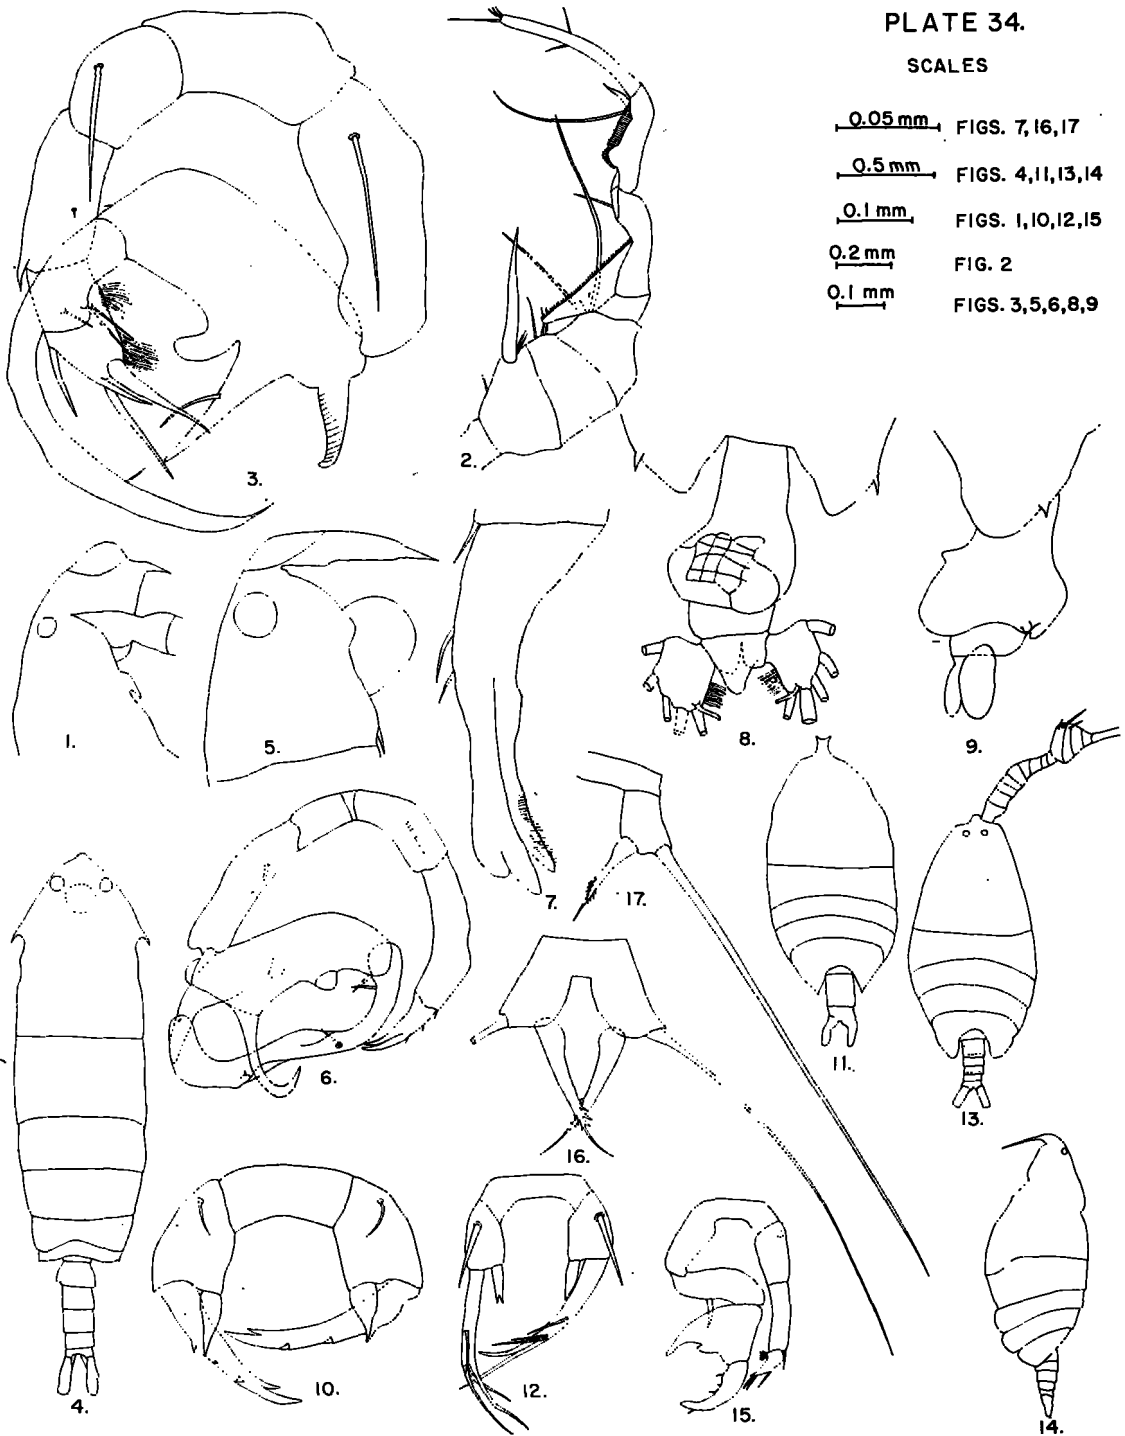 PLATE 34.
SCALES
0.05 mm FIGS. 7,16,17
0.5 mm FIGS. 4,11,13,14
0.1 mm FIGS. 1,10,12,15
0.2 mm FIG. 2
0.1 mm FIGS. 3,5,6,8,9
3.
2.
1.
5.
7.
8.
9.
4.
6.
17.
16.
11.
13.
10.
12.
15.
14.